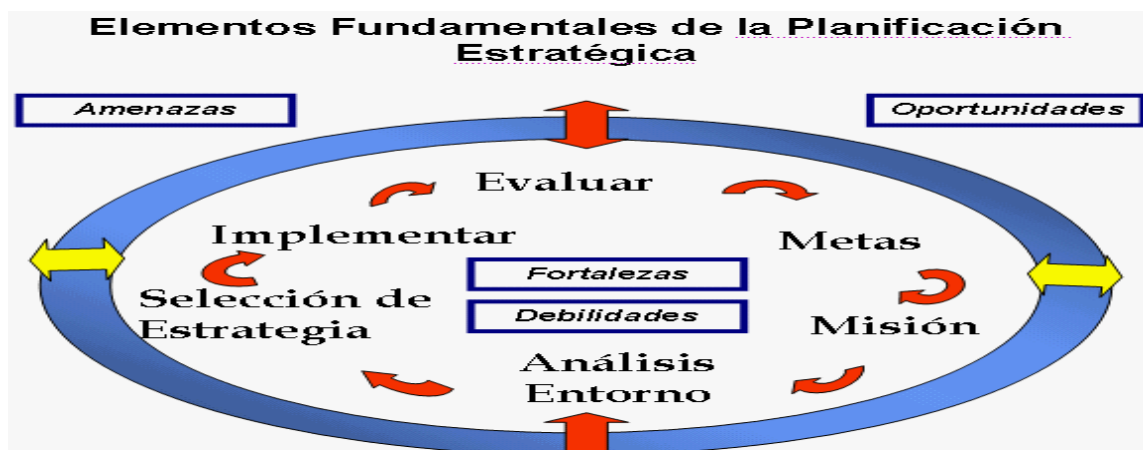 Elementos Fundamentales de la Planificación
Estratégica
Amenazas
Oportunidades
Evaluar
Implementar
Metas
Fortalezas
Selección de
Estrategia
Debilidades
Misión
Análisis
Entorno